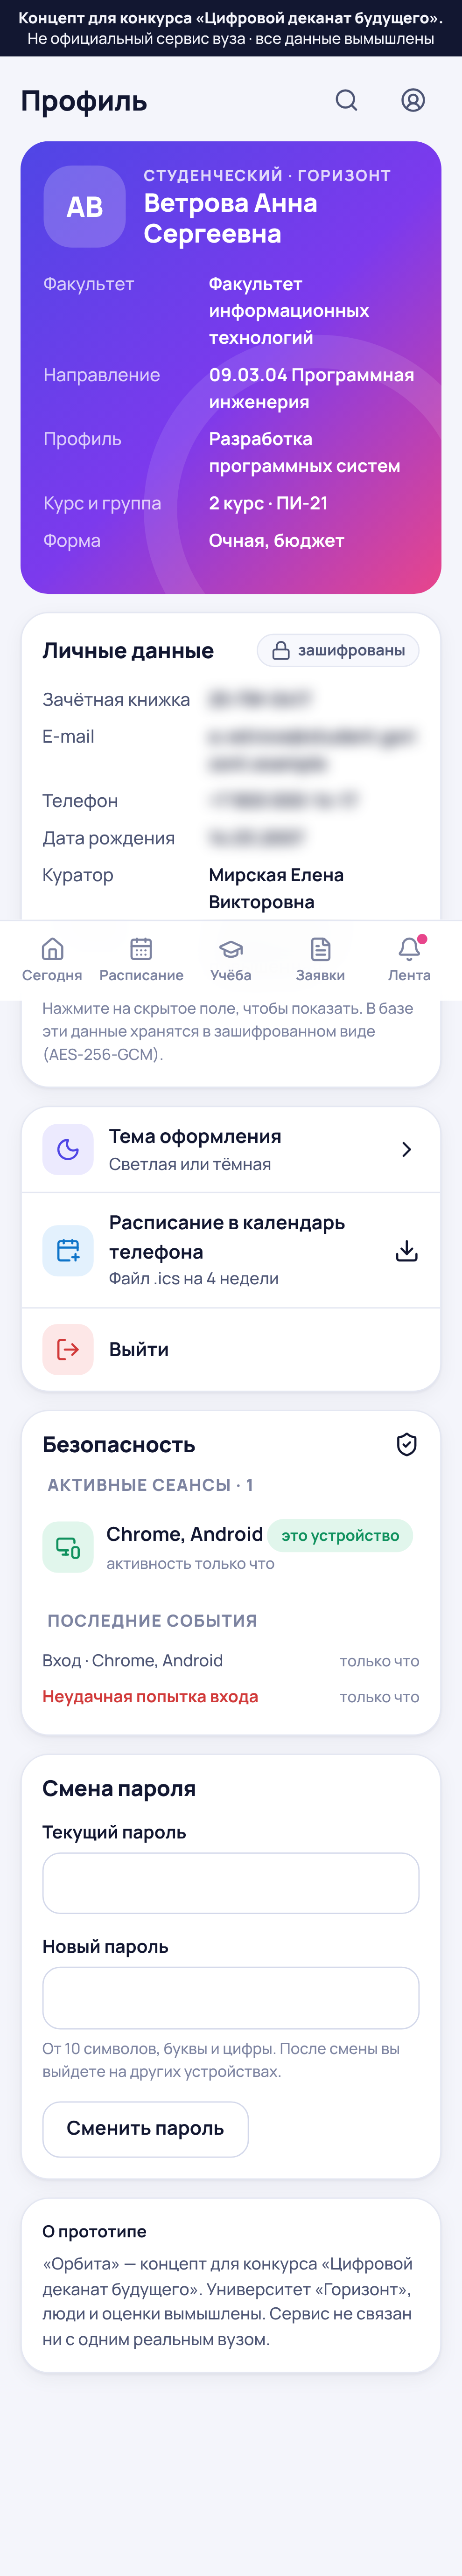 Концепт для конкурса «Цифровой деканат будущего».
Не официальный сервис вуза · все данные вымышлены
Профиль
АВ
СТУДЕНЧЕСКИЙ · ГОРИЗОНТ
Ветрова Анна
Сергеевна
Факультет
Факультет
информационных
технологий
Направление
09.03.04 Программная
инженерия
Профиль
Разработка
программных систем
Курс и группа
2 курс · ПИ-21
Форма
Очная, бюджет
Личные данные
зашифрованы
Зачётная книжка
E-mail
Телефон
Дата рождения
Куратор
Мирская Елена
Викторовна
Сегодня
Расписание
Учёба
Заявки
Лента
Нажмите на скрытое поле, чтобы показать. В базе
эти данные хранятся в зашифрованном виде
(AES-256-GCM).
Тема оформления
Светлая или тёмная
Расписание в календарь
телефона
Файл .ics на 4 недели
Выйти
Безопасность
АКТИВНЫЕ СЕАНСЫ · 1
Chrome, Android
это устройство
активность только что
ПОСЛЕДНИЕ СОБЫТИЯ
Вход · Chrome, Android
только что
Неудачная попытка входа
только что
Смена пароля
Текущий пароль
Новый пароль
От 10 символов, буквы и цифры. После смены вы
выйдете на других устройствах.
Сменить пароль
О прототипе
«Орбита» — концепт для конкурса «Цифровой
деканат будущего». Университет «Горизонт»,
люди и оценки вымышлены. Сервис не связан
ни с одним реальным вузом.